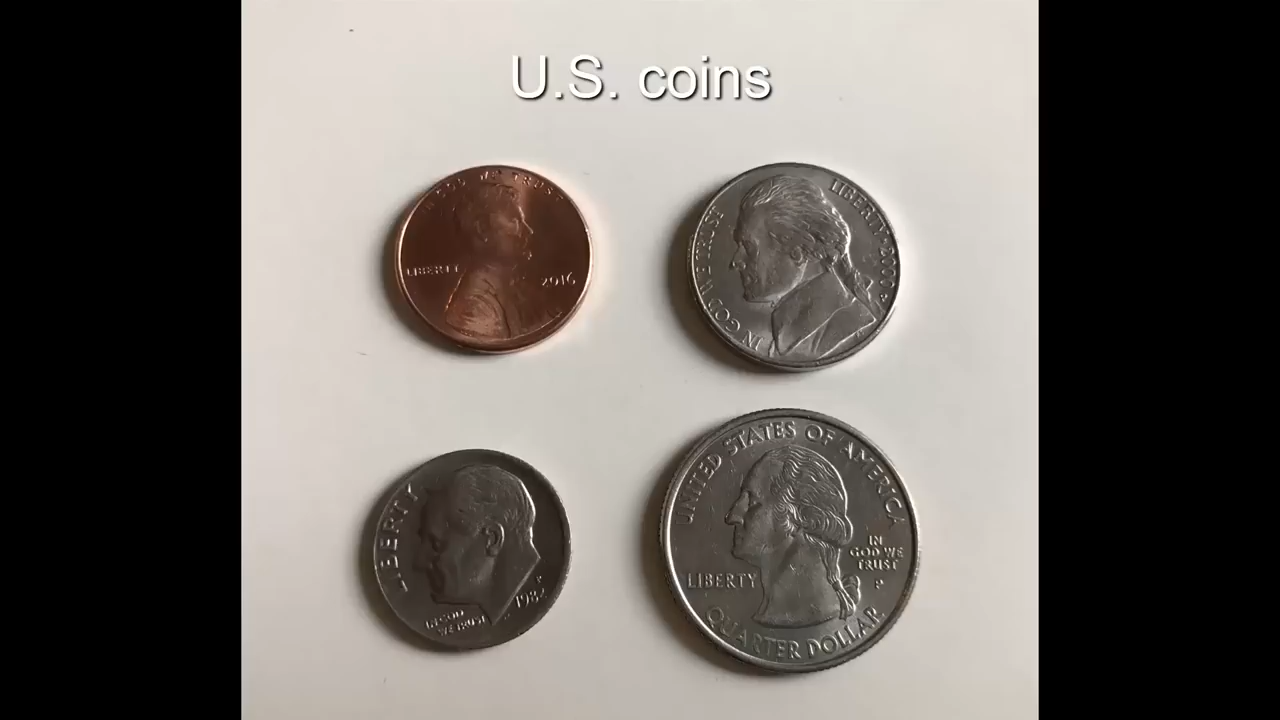 U.S. coins
IN GOD WE TRUST
LIBERTY
2016
IN GOD WE TRUST
LIBERTY · 2000
P
LIBERTY
IN GOD
WE TRUST
P
UNITED STATES OF AMERICA
IN
GOD WE
TRUST
P
LIBERTY
QUARTER DOLLAR